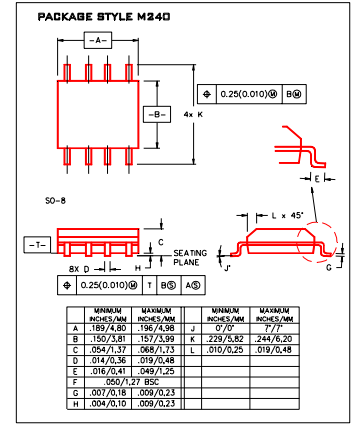 PACKAGE STYLE M240
-A-
-B-
4x K
⌖ 0.25(0.010)Ⓜ BⓂ
E
SO-8
L x 45°
-T-
C
SEATING
PLANE
8X D
H
J°
G
⌖ 0.25(0.010)Ⓜ T BⓈ AⓈ
MINIMUM INCHES/MM MAXIMUM INCHES/MM MINIMUM INCHES/MM MAXIMUM INCHES/MM
A .189/4,80 .196/4,98 J 0°/0° 7°/7°
B .150/3,81 .157/3,99 K .229/5,82 .244/6,20
C .054/1,37 .068/1,73 L .010/0,25 .019/0,48
D .014/0,36 .019/0,48
E .016/0,41 .049/1,25
F .050/1,27 BSC
G .007/0,18 .009/0,23
H .004/0,10 .009/0,23